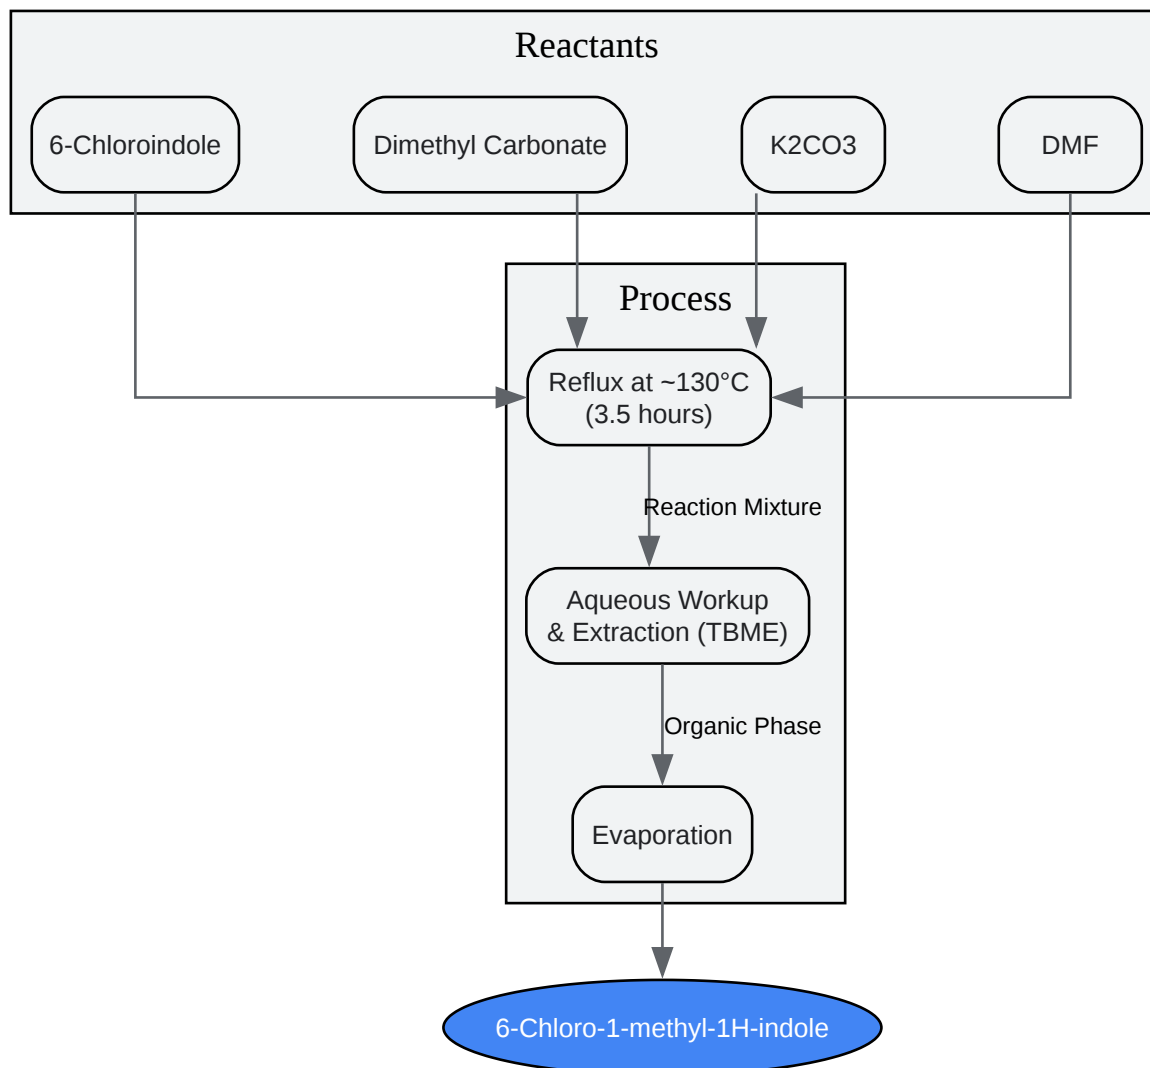 Reactants
6-Chloroindole
Dimethyl Carbonate
K2CO3
DMF
Process
Reflux at ~130°C
(3.5 hours)
Reaction Mixture
Aqueous Workup
& Extraction (TBME)
Organic Phase
Evaporation
6-Chloro-1-methyl-1H-indole